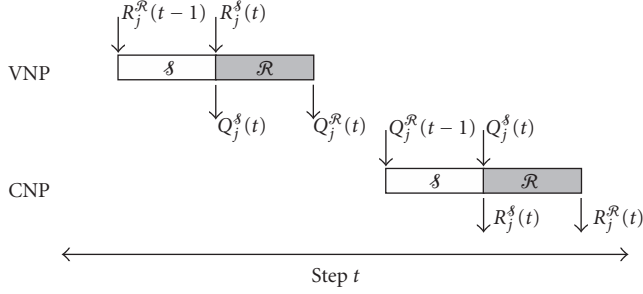 R_j^ℛ(t−1) R_j^𝒮(t)
VNP 𝒮 ℛ
Q_j^𝒮(t) Q_j^ℛ(t) Q_j^ℛ(t−1) Q_j^𝒮(t)
CNP 𝒮 ℛ
R_j^𝒮(t) R_j^ℛ(t)
Step t